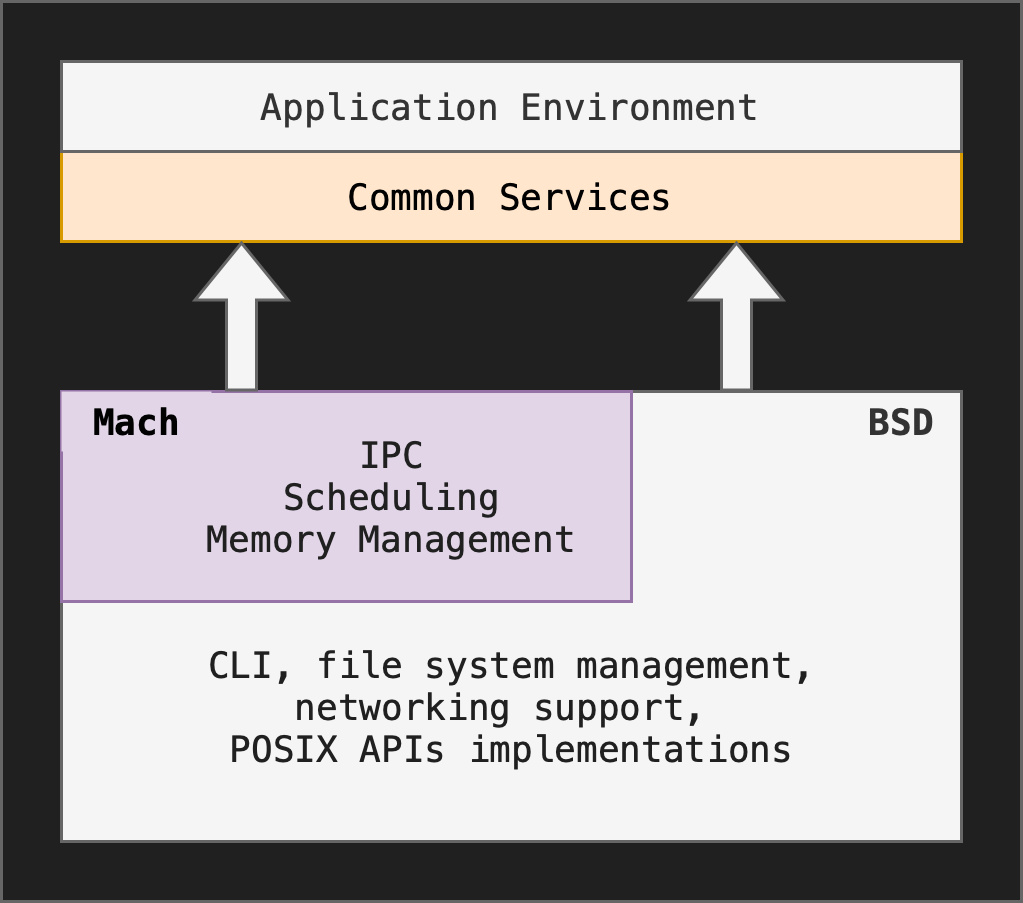 Application Environment
Common Services
Mach
BSD
IPC
Scheduling
Memory Management
CLI, file system management,
networking support,
POSIX APIs implementations